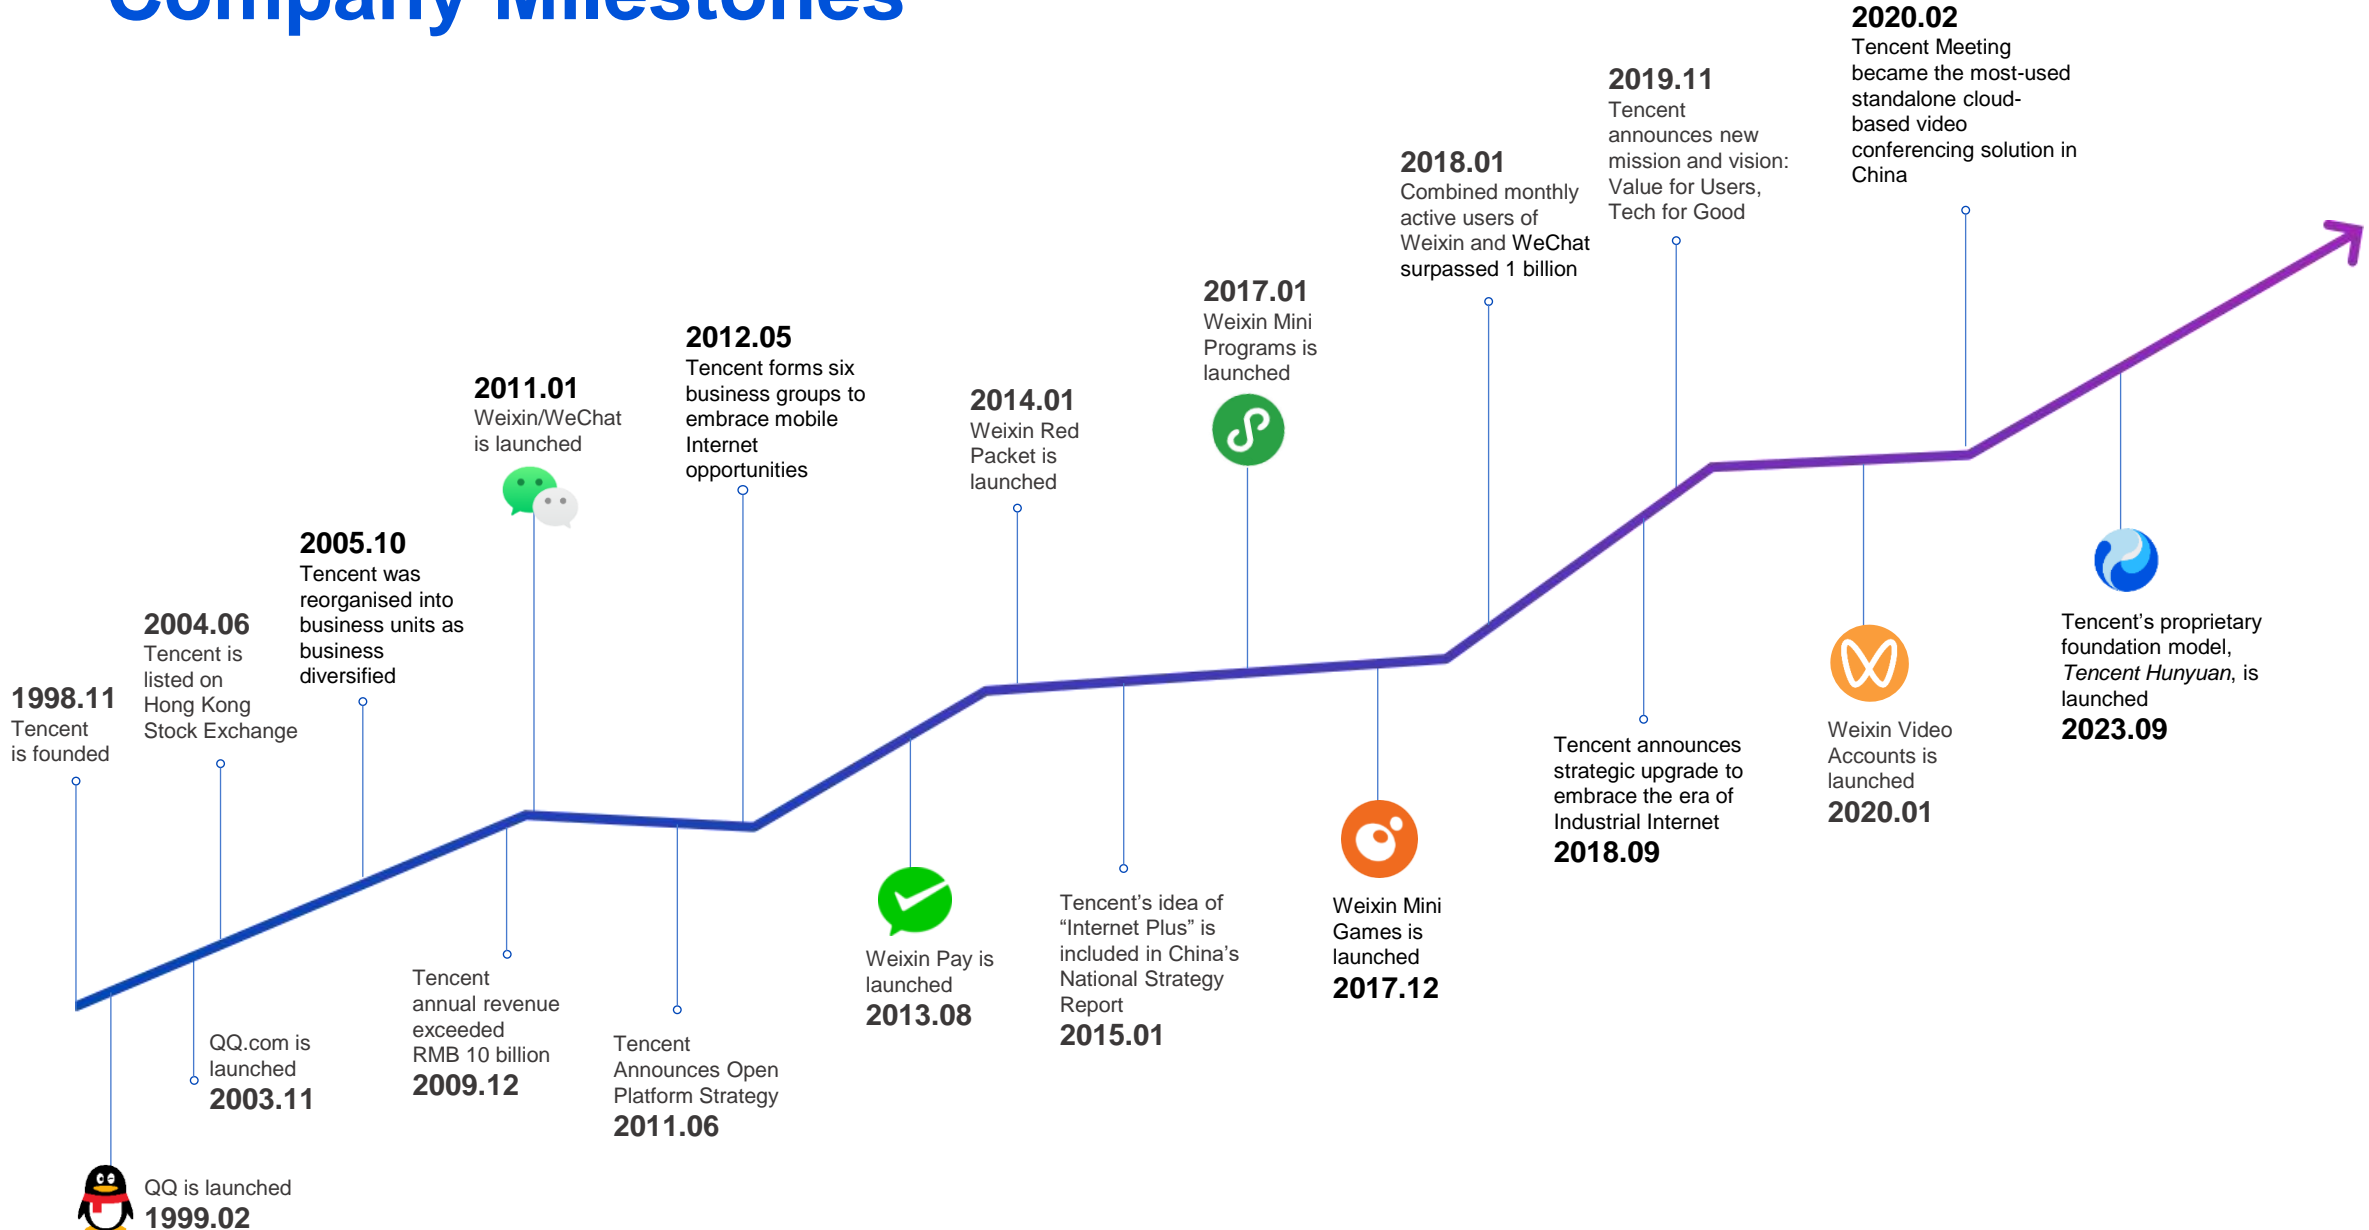 Company Milestones
1998.11
Tencent
is founded
QQ is launched
1999.02
QQ.com is
launched
2003.11
2004.06
Tencent is
listed on
Hong Kong
Stock Exchange
2005.10
Tencent was
reorganised into
business units as
business
diversified
Tencent
annual revenue
exceeded
RMB 10 billion
2009.12
2011.01
Weixin/WeChat
is launched
Tencent
Announces Open
Platform Strategy
2011.06
2012.05
Tencent forms six
business groups to
embrace mobile
Internet
opportunities
Weixin Pay is
launched
2013.08
2014.01
Weixin Red
Packet is
launched
Tencent’s idea of
“Internet Plus” is
included in China’s
National Strategy
Report
2015.01
2017.01
Weixin Mini
Programs is
launched
Weixin Mini
Games is
launched
2017.12
2018.01
Combined monthly
active users of
Weixin and WeChat
surpassed 1 billion
Tencent announces
strategic upgrade to
embrace the era of
Industrial Internet
2018.09
2019.11
Tencent
announces new
mission and vision:
Value for Users,
Tech for Good
Weixin Video
Accounts is
launched
2020.01
2020.02
Tencent Meeting
became the most-used
standalone cloud-
based video
conferencing solution in
China
Tencent’s proprietary
foundation model,
Tencent Hunyuan, is
launched
2023.09